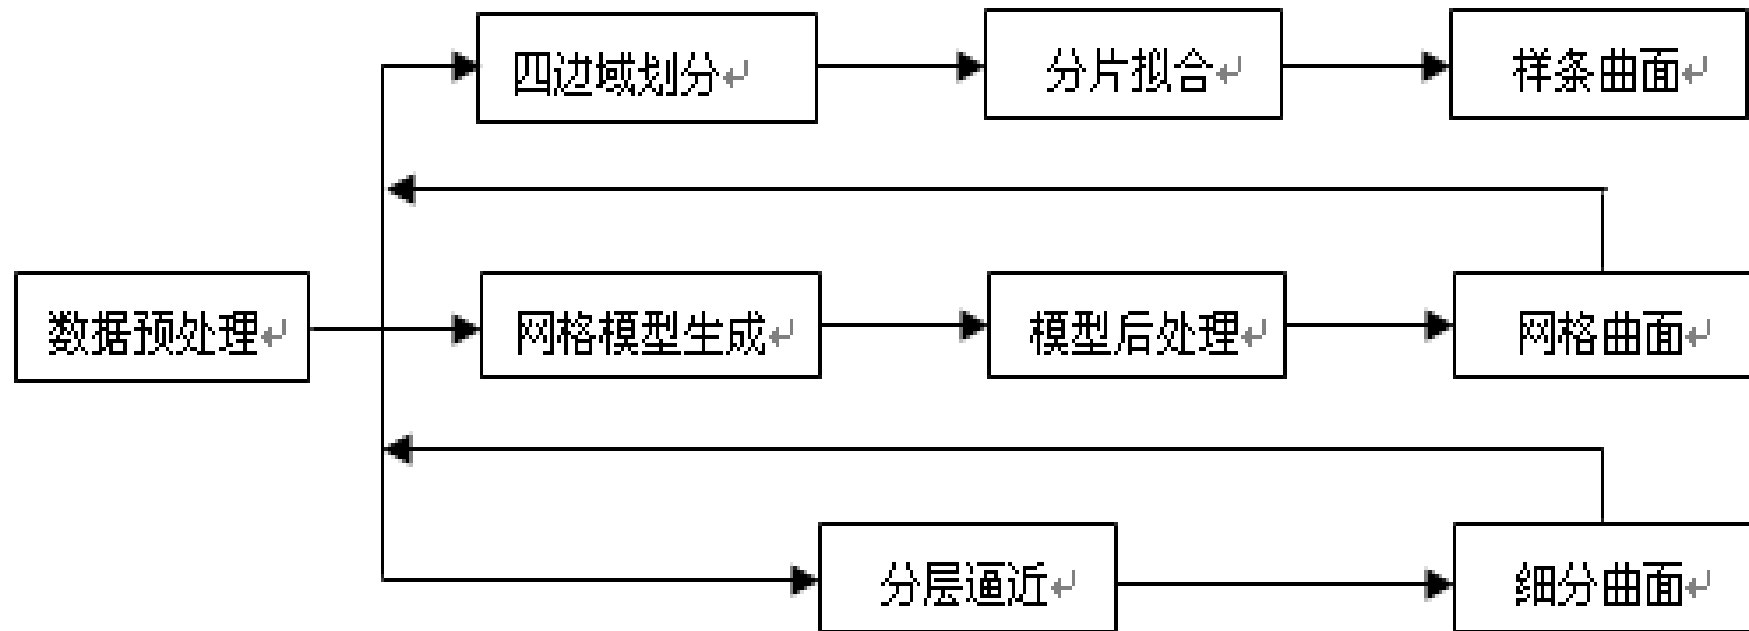 四边域划分
分片拟合
样条曲面
数据预处理
网格模型生成
模型后处理
网格曲面
分层逼近
细分曲面